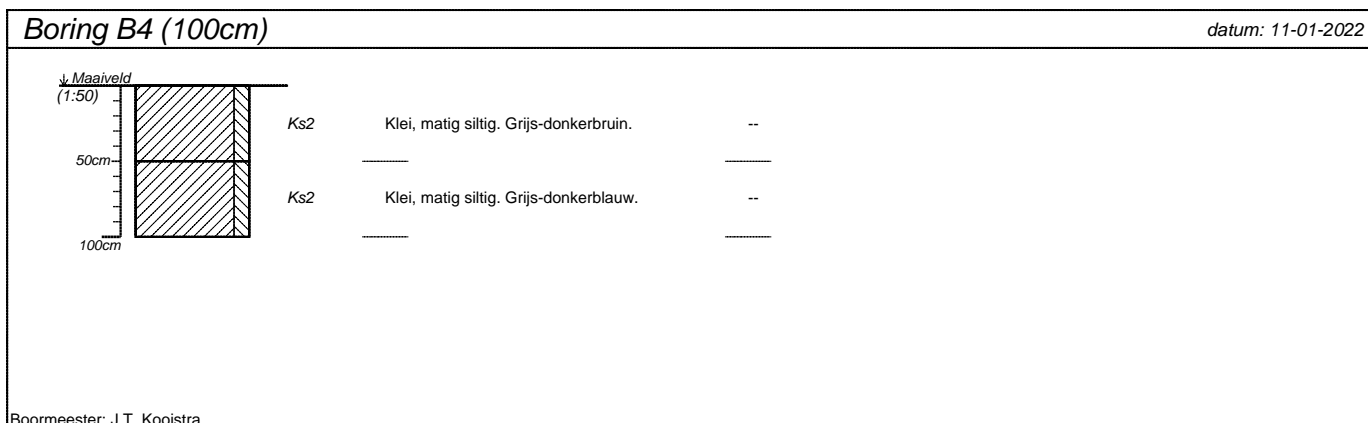 Boring B4 (100cm)
datum: 11-01-2022
Maaiveld
(1:50)
Ks2 Klei, matig siltig. Grijs-donkerbruin. --
50cm
Ks2 Klei, matig siltig. Grijs-donkerblauw. --
100cm
Boormeester: J.T. Kooistra